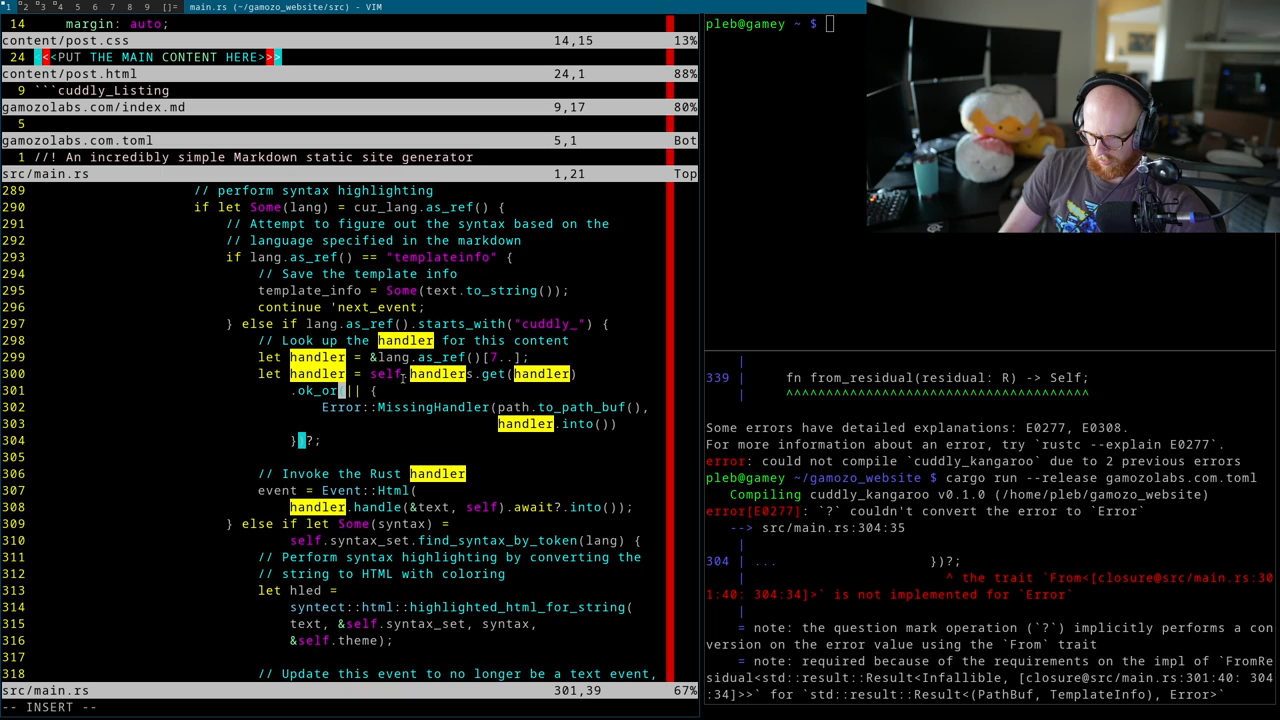 1 2 3 4 5 6 7 8 9 []= main.rs (~/gamozo_website/src) - VIM
14 margin: auto;
content/post.css 14,15 13%
24 <<<PUT THE MAIN CONTENT HERE>>>
content/post.html 24,1 88%
9 ```cuddly_Listing
gamozolabs.com/index.md 9,17 80%
5
gamozolabs.com.toml 5,1 Bot
1 //! An incredibly simple Markdown static site generator
src/main.rs 1,21 Top
289 // perform syntax highlighting
290 if let Some(lang) = cur_lang.as_ref() {
291 // Attempt to figure out the syntax based on the
292 // language specified in the markdown
293 if lang.as_ref() == "templateinfo" {
294 // Save the template info
295 template_info = Some(text.to_string());
296 continue 'next_event;
297 } else if lang.as_ref().starts_with("cuddly_") {
298 // Look up the handler for this content
299 let handler = &lang.as_ref()[7..];
300 let handler = self.handlers.get(handler)
301 .ok_or(|| {
302 Error::MissingHandler(path.to_path_buf(),
303 handler.into())
304 })?;
305
306 // Invoke the Rust handler
307 event = Event::Html(
308 handler.handle(&text, self).await?.into());
309 } else if let Some(syntax) =
310 self.syntax_set.find_syntax_by_token(lang) {
311 // Perform syntax highlighting by converting the
312 // string to HTML with coloring
313 let hled =
314 syntect::html::highlighted_html_for_string(
315 text, &self.syntax_set, syntax,
316 &self.theme);
317
318 // Update this event to no longer be a text event,
src/main.rs 301,39 67%
-- INSERT --
pleb@gamey ~ $
|
339 | fn from_residual(residual: R) -> Self;
| ^^^^^^^^^^^^^^^^^^^^^^^^^^^^^^^^^^^^^^
Some errors have detailed explanations: E0277, E0308.
For more information about an error, try `rustc --explain E0277`.
error: could not compile `cuddly_kangaroo` due to 2 previous errors
pleb@gamey ~/gamozo_website $ cargo run --release gamozolabs.com.toml
Compiling cuddly_kangaroo v0.1.0 (/home/pleb/gamozo_website)
error[E0277]: `?` couldn't convert the error to `Error`
--> src/main.rs:304:35
|
304 | ... })?;
| ^ the trait `From<[closure@src/main.rs:30
1:40: 304:34]>` is not implemented for `Error`
|
= note: the question mark operation (`?`) implicitly performs a con
version on the error value using the `From` trait
= note: required because of the requirements on the impl of `FromRe
sidual<std::result::Result<Infallible, [closure@src/main.rs:301:40: 304
:34]>>` for `std::result::Result<(PathBuf, TemplateInfo), Error>`